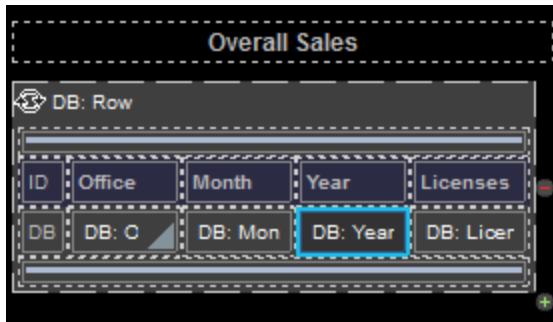 Overall Sales
DB: Row
ID Office Month Year Licenses
DB DB: O DB: Mon DB: Year DB: Licer